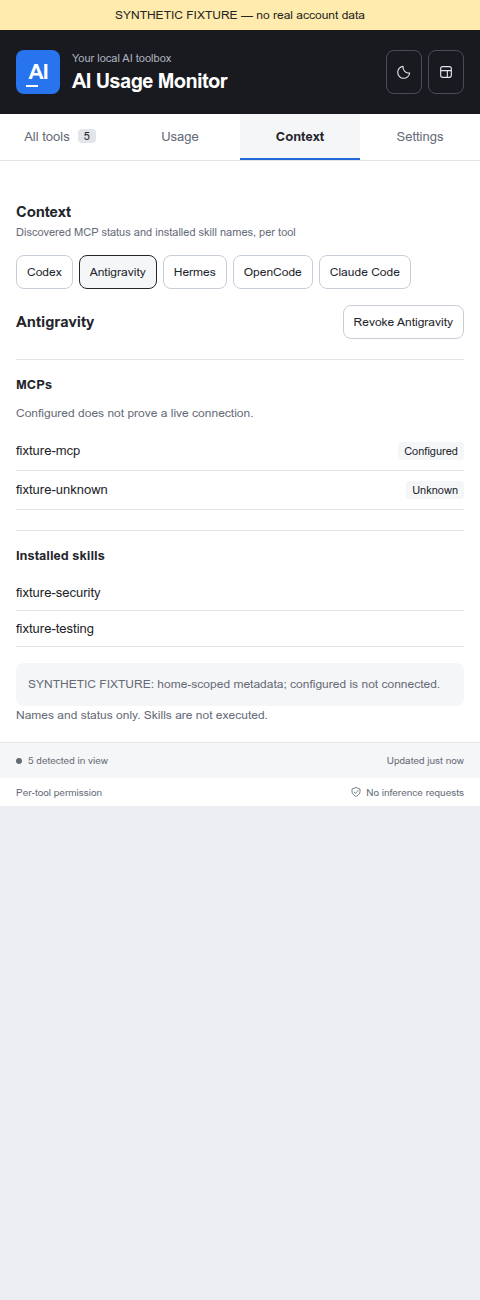 SYNTHETIC FIXTURE — no real account data
AI
Your local AI toolbox
AI Usage Monitor
All tools 5
Usage
Context
Settings
Context
Discovered MCP status and installed skill names, per tool
Codex
Antigravity
Hermes
OpenCode
Claude Code
Antigravity
Revoke Antigravity
MCPs
Configured does not prove a live connection.
fixture-mcp
Configured
fixture-unknown
Unknown
Installed skills
fixture-security
fixture-testing
SYNTHETIC FIXTURE: home-scoped metadata; configured is not connected.
Names and status only. Skills are not executed.
5 detected in view
Updated just now
Per-tool permission
No inference requests